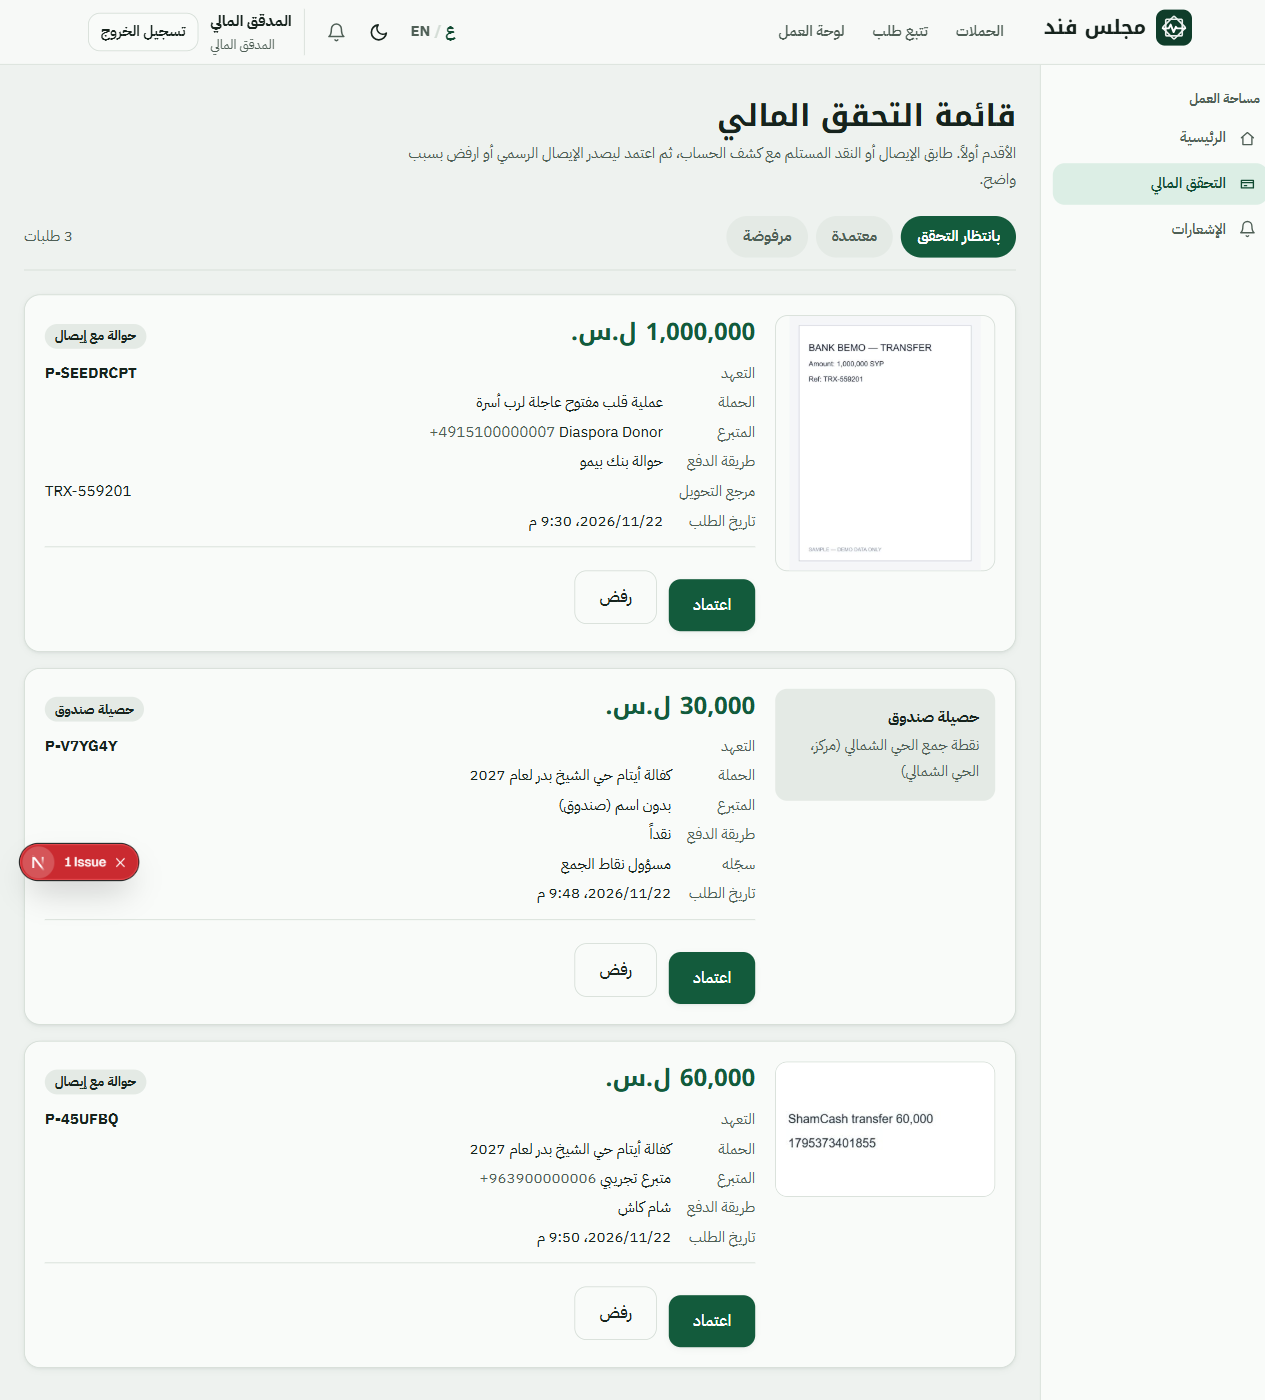 مجلس فند
الحملات
تتبع طلب
لوحة العمل
ع / EN
المدقق المالي
المدقق المالي
تسجيل الخروج
مساحة العمل
الرئيسية
التحقق المالي
الإشعارات
قائمة التحقق المالي
الأقدم أولاً. طابق الإيصال أو النقد المستلم مع كشف الحساب، ثم اعتمد ليصدر الإيصال الرسمي أو ارفض بسبب
واضح.
بانتظار التحقق
معتمدة
مرفوضة
3 طلبات
BANK BEMO — TRANSFER
Amount: 1,000,000 SYP
Ref: TRX-559201
SAMPLE — DEMO DATA ONLY
1,000,000 ل.س.
حوالة مع إيصال
التعهد P-SEEDRCPT
الحملة عملية قلب مفتوح عاجلة لرب أسرة
المتبرع Diaspora Donor +4915100000007
طريقة الدفع حوالة بنك بيمو
مرجع التحويل TRX-559201
تاريخ الطلب 2026/11/22، 9:30 م
اعتماد
رفض
حصيلة صندوق
نقطة جمع الحي الشمالي (مركز،
الحي الشمالي)
30,000 ل.س.
حصيلة صندوق
التعهد P-V7YG4Y
الحملة كفالة أيتام حي الشيخ بدر لعام 2027
المتبرع بدون اسم (صندوق)
طريقة الدفع نقداً
سجّله مسؤول نقاط الجمع
تاريخ الطلب 2026/11/22، 9:48 م
اعتماد
رفض
N 1 Issue
ShamCash transfer 60,000
1795373401855
60,000 ل.س.
حوالة مع إيصال
التعهد P-45UFBQ
الحملة كفالة أيتام حي الشيخ بدر لعام 2027
المتبرع متبرع تجريبي +963900000006
طريقة الدفع شام كاش
تاريخ الطلب 2026/11/22، 9:50 م
اعتماد
رفض